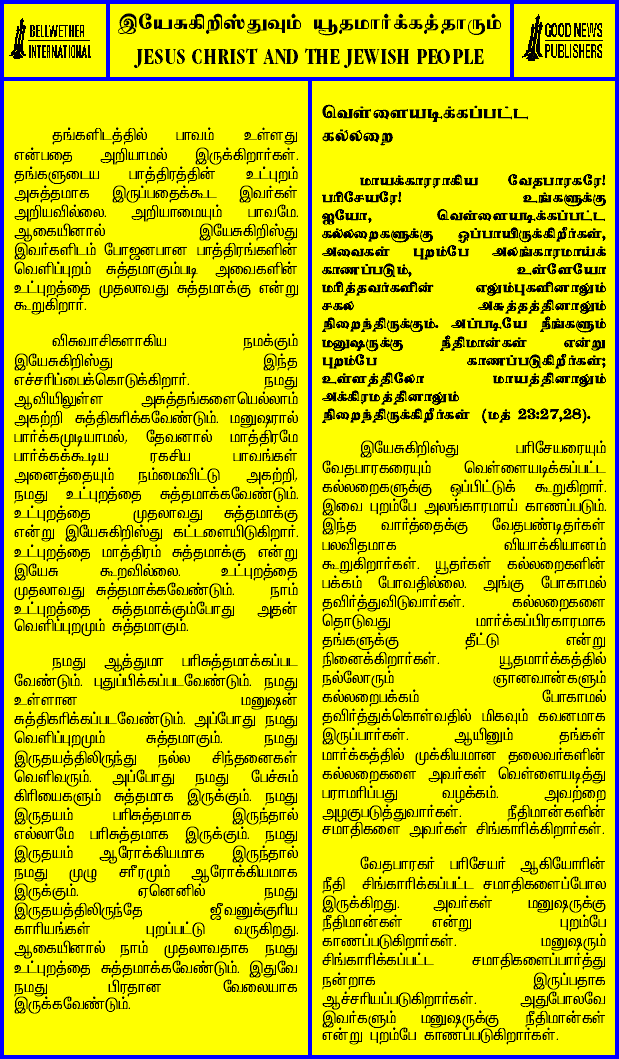 BELLWETHER
INTERNATIONAL
இயேசுகிறிஸ்துவும் யூதமார்க்கத்தாரும்
JESUS CHRIST AND THE JEWISH PEOPLE
GOOD NEWS
PUBLISHERS
தங்களிடத்தில் பாவம் உள்ளது
என்பதை அறியாமல் இருக்கிறார்கள்.
தங்களுடைய பாத்திரத்தின் உட்புறம்
அசுத்தமாக இருப்பதைக்கூட இவர்கள்
அறியவில்லை. அறியாமையும் பாவமே.
ஆகையினால் இயேசுகிறிஸ்து
இவர்களிடம் போஜனபான பாத்திரங்களின்
வெளிப்புறம் சுத்தமாகும்படி அவைகளின்
உட்புறத்தை முதலாவது சுத்தமாக்கு என்று
கூறுகிறார்.
விசுவாசிகளாகிய நமக்கும்
இயேசுகிறிஸ்து இந்த
எச்சரிப்பைக்கொடுக்கிறார். நமது
ஆவியிலுள்ள அசுத்தங்களையெல்லாம்
அகற்றி சுத்திகரிக்கவேண்டும். மனுஷரால்
பார்க்கமுடியாமல், தேவனால் மாத்திரமே
பார்க்கக்கூடிய ரகசிய பாவங்கள்
அனைத்தையும் நம்மைவிட்டு அகற்றி,
நமது உட்புறத்தை சுத்தமாக்கவேண்டும்.
உட்புறத்தை முதலாவது சுத்தமாக்கு
என்று இயேசுகிறிஸ்து கட்டளையிடுகிறார்.
உட்புறத்தை மாத்திரம் சுத்தமாக்கு என்று
இயேசு கூறவில்லை. உட்புறத்தை
முதலாவது சுத்தமாக்கவேண்டும். நாம்
உட்புறத்தை சுத்தமாக்கும்போது அதன்
வெளிப்புறமும் சுத்தமாகும்.
நமது ஆத்துமா பரிசுத்தமாக்கப்பட
வேண்டும். புதுப்பிக்கப்படவேண்டும். நமது
உள்ளான மனுஷன்
சுத்திகரிக்கப்படவேண்டும். அப்போது நமது
வெளிப்புறமும் சுத்தமாகும். நமது
இருதயத்திலிருந்து நல்ல சிந்தனைகள்
வெளிவரும். அப்போது நமது பேச்சும்
கிரியைகளும் சுத்தமாக இருக்கும். நமது
இருதயம் பரிசுத்தமாக இருந்தால்
எல்லாமே பரிசுத்தமாக இருக்கும். நமது
இருதயம் ஆரோக்கியமாக இருந்தால்
நமது முழு சரீரமும் ஆரோக்கியமாக
இருக்கும். ஏனெனில் நமது
இருதயத்திலிருந்தே ஜீவனுக்குரிய
காரியங்கள் புறப்பட்டு வருகிறது.
ஆகையினால் நாம் முதலாவதாக நமது
உட்புறத்தை சுத்தமாக்கவேண்டும். இதுவே
நமது பிரதான வேலையாக
இருக்கவேண்டும்.
வெள்ளையடிக்கப்பட்ட
கல்லறை
மாயக்காரராகிய வேதபாரகரே!
பரிசேயரே! உங்களுக்கு
ஐயோ, வெள்ளையடிக்கப்பட்ட
கல்லறைகளுக்கு ஒப்பாயிருக்கிறீர்கள்,
அவைகள் புறம்பே அலங்காரமாய்க்
காணப்படும், உள்ளேயோ
மரித்தவர்களின் எலும்புகளினாலும்
சகல அசுத்தத்தினாலும்
நிறைந்திருக்கும். அப்படியே நீங்களும்
மனுஷருக்கு நீதிமான்கள் என்று
புறம்பே காணப்படுகிறீர்கள்;
உள்ளத்திலோ மாயத்தினாலும்
அக்கிரமத்தினாலும்
நிறைந்திருக்கிறீர்கள் (மத் 23:27,28).
இயேசுகிறிஸ்து பரிசேயரையும்
வேதபாரகரையும் வெள்ளையடிக்கப்பட்ட
கல்லறைகளுக்கு ஒப்பிட்டுக் கூறுகிறார்.
இவை புறம்பே அலங்காரமாய் காணப்படும்.
இந்த வார்த்தைக்கு வேதபண்டிதர்கள்
பலவிதமாக வியாக்கியானம்
கூறுகிறார்கள். யூதர்கள் கல்லறைகளின்
பக்கம் போவதில்லை. அங்கு போகாமல்
தவிர்த்துவிடுவார்கள். கல்லறைகளை
தொடுவது மார்க்கப்பிரகாரமாக
தங்களுக்கு தீட்டு என்று
நினைக்கிறார்கள். யூதமார்க்கத்தில்
நல்லோரும் ஞானவான்களும்
கல்லறைபக்கம் போகாமல்
தவிர்த்துக்கொள்வதில் மிகவும் கவனமாக
இருப்பார்கள். ஆயினும் தங்கள்
மார்க்கத்தில் முக்கியமான தலைவர்களின்
கல்லறைகளை அவர்கள் வெள்ளையடித்து
பராமரிப்பது வழக்கம். அவற்றை
அழகுபடுத்துவார்கள். நீதிமான்களின்
சமாதிகளை அவர்கள் சிங்காரிக்கிறார்கள்.
வேதபாரகர் பரிசேயர் ஆகியோரின்
நீதி சிங்காரிக்கப்பட்ட சமாதிகளைப்போல
இருக்கிறது. அவர்கள் மனுஷருக்கு
நீதிமான்கள் என்று புறம்பே
காணப்படுகிறார்கள். மனுஷரும்
சிங்காரிக்கப்பட்ட சமாதிகளைப்பார்த்து
நன்றாக இருப்பதாக
ஆச்சரியப்படுகிறார்கள். அதுபோலவே
இவர்களும் மனுஷருக்கு நீதிமான்கள்
என்று புறம்பே காணப்படுகிறார்கள்.